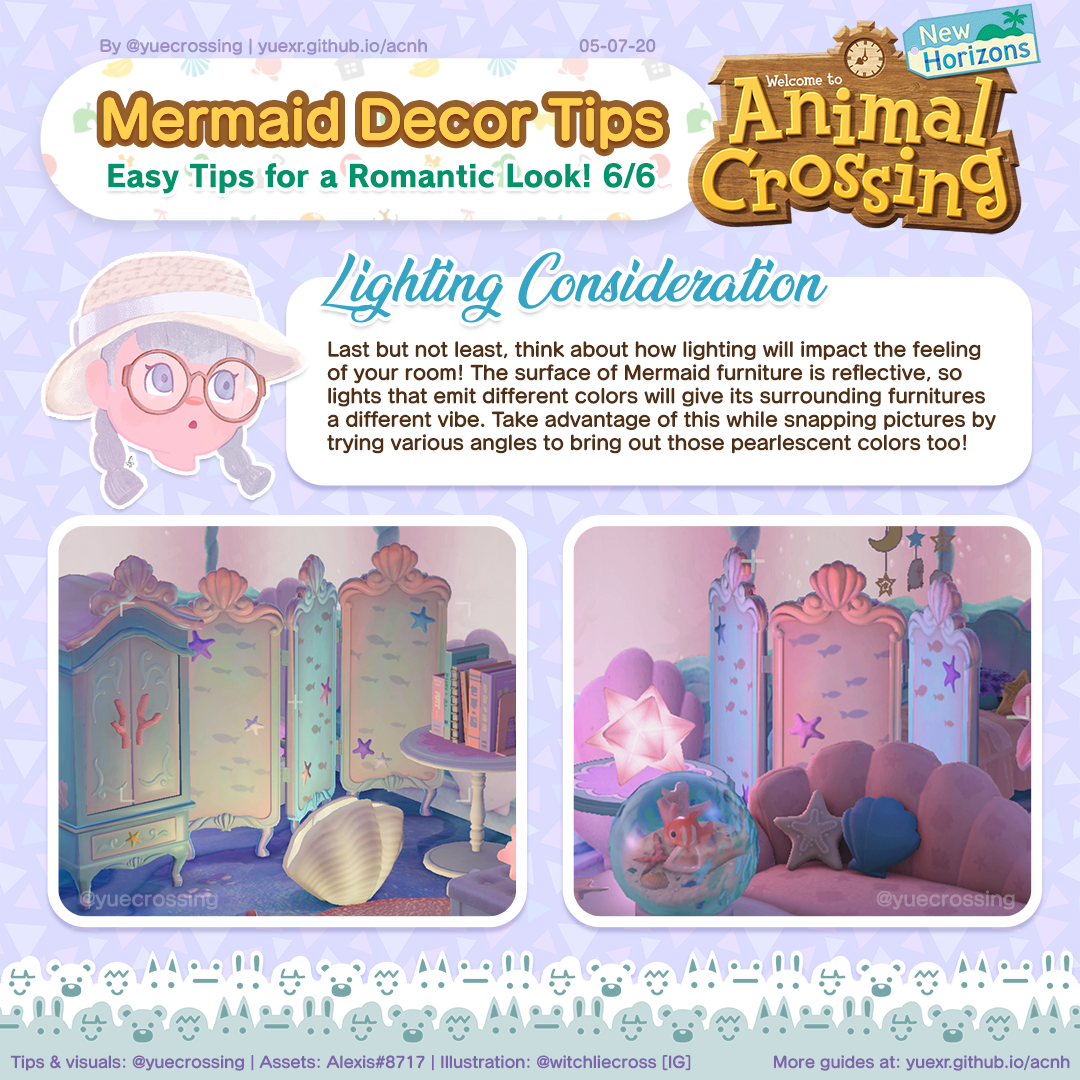 By @yuecrossing | yuexr.github.io/acnh
05-07-20
Mermaid Decor Tips
Easy Tips for a Romantic Look! 6/6
Welcome to
Animal
Crossing
New
Horizons
Lighting Consideration
Last but not least, think about how lighting will impact the feeling
of your room! The surface of Mermaid furniture is reflective, so
lights that emit different colors will give its surrounding furnitures
a different vibe. Take advantage of this while snapping pictures by
trying various angles to bring out those pearlescent colors too!
@yuecrossing
@yuecrossing
Tips & visuals: @yuecrossing | Assets: Alexis#8717 | Illustration: @witchliecross [IG]
More guides at: yuexr.github.io/acnh